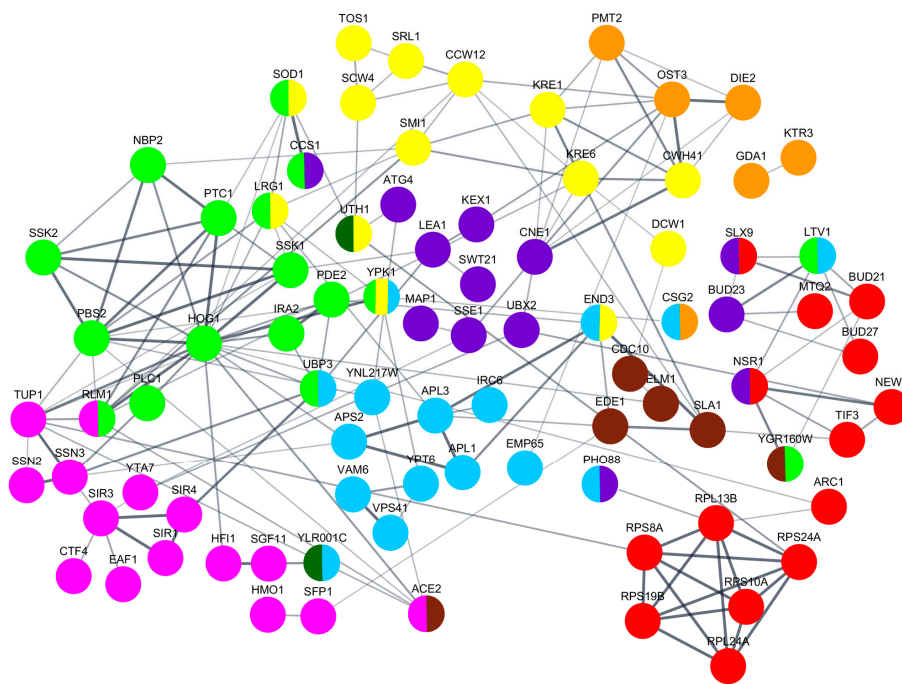 TOS1
PMT2
SRL1
CCW12
SOD1
SCW4
KRE1
OST3
DIE2
SMI1
NBP2
CCS1
KTR3
GDA1
KRE6
CWH41
PTC1
LRG1
ATG4
UTH1
LEA1
KEX1
CNE1
DCW1
SLX9
LTV1
SSK2
SSK1
SWT21
BUD21
PDE2
YPK1
BUD23
MTQ2
PBS2
HOG1
IRA2
MAP1
SSE1
UBX2
END3
CSG2
BUD27
CDC10
UBP3
NSR1
TUP1
RLM1
PLC1
YNL217W
APL3
IRC6
ELM1
NEW
APS2
EDE1
SLA1
TIF3
SSN2
SSN3
YTA7
EMP65
YGR160W
SIR3
SIR4
VAM6
YPT6
APL1
PHO88
ARC1
VPS41
RPL13B
CTF4
EAF1
SIR1
HFI1
SGF11
YLR001C
RPS8A
RPS24A
HMO1
SFP1
ACE2
RPS19B
RPS10A
RPL24A